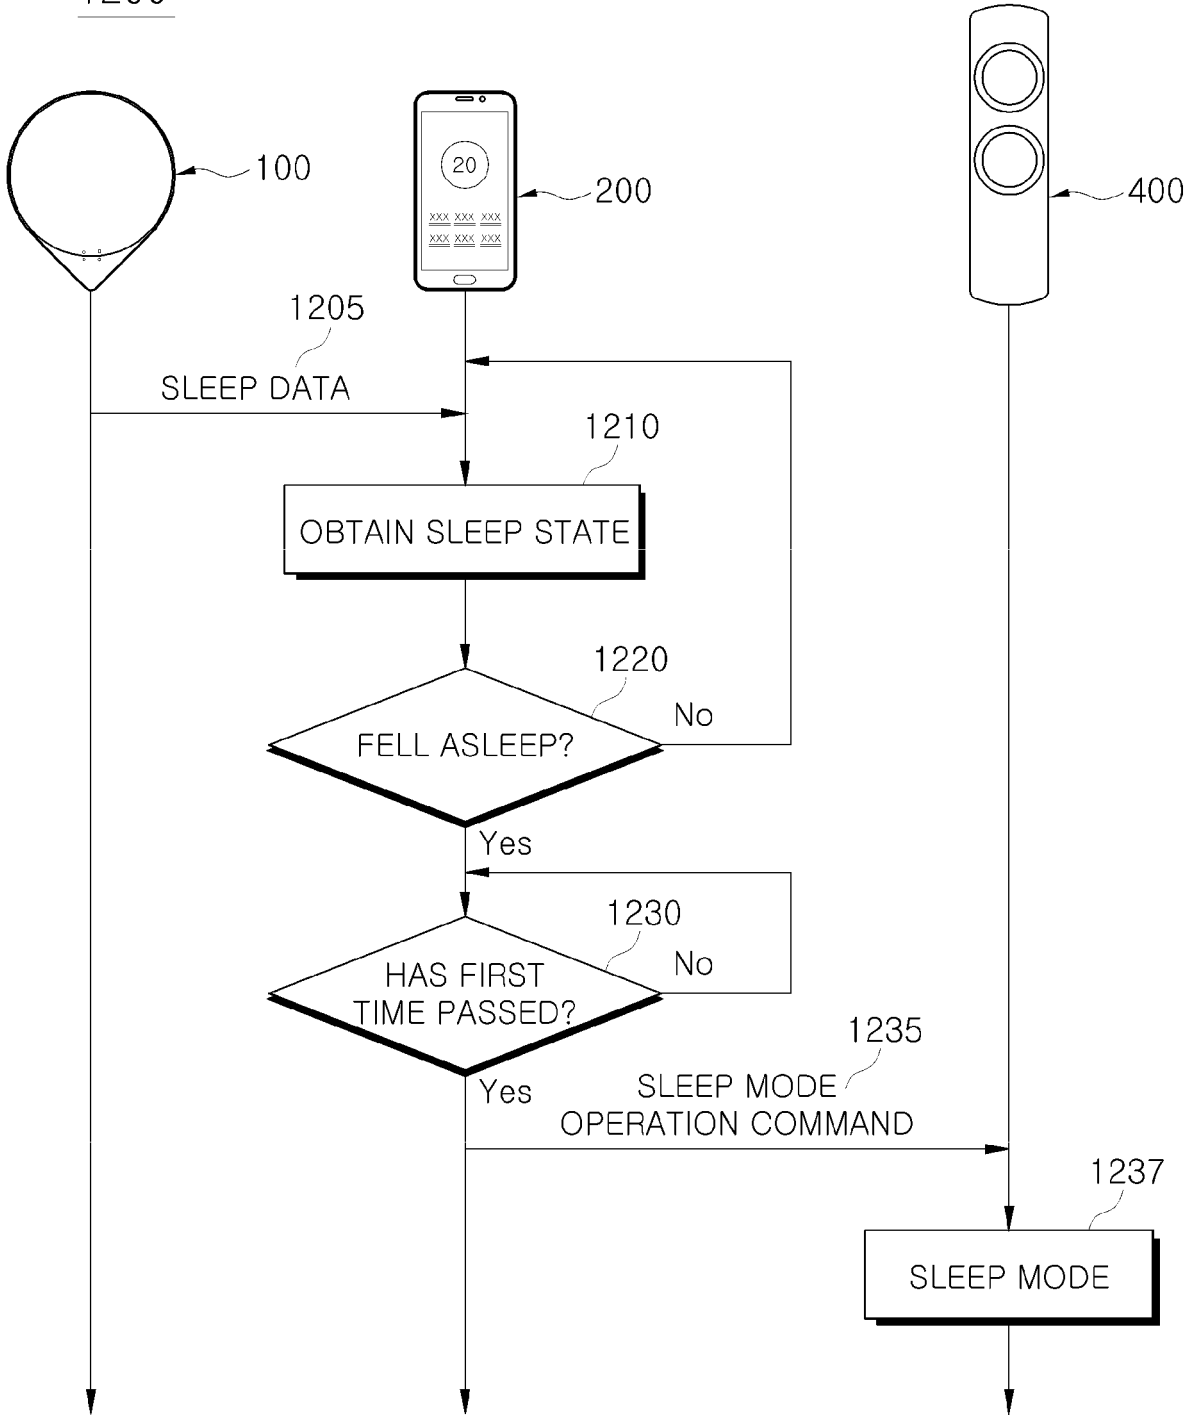 1200
100
20
200
XXX XXX XXX
XXX XXX XXX
400
1205
SLEEP DATA
1210
OBTAIN SLEEP STATE
1220
FELL ASLEEP?
No
Yes
1230
HAS FIRST
TIME PASSED?
No
Yes
1235
SLEEP MODE
OPERATION COMMAND
1237
SLEEP MODE